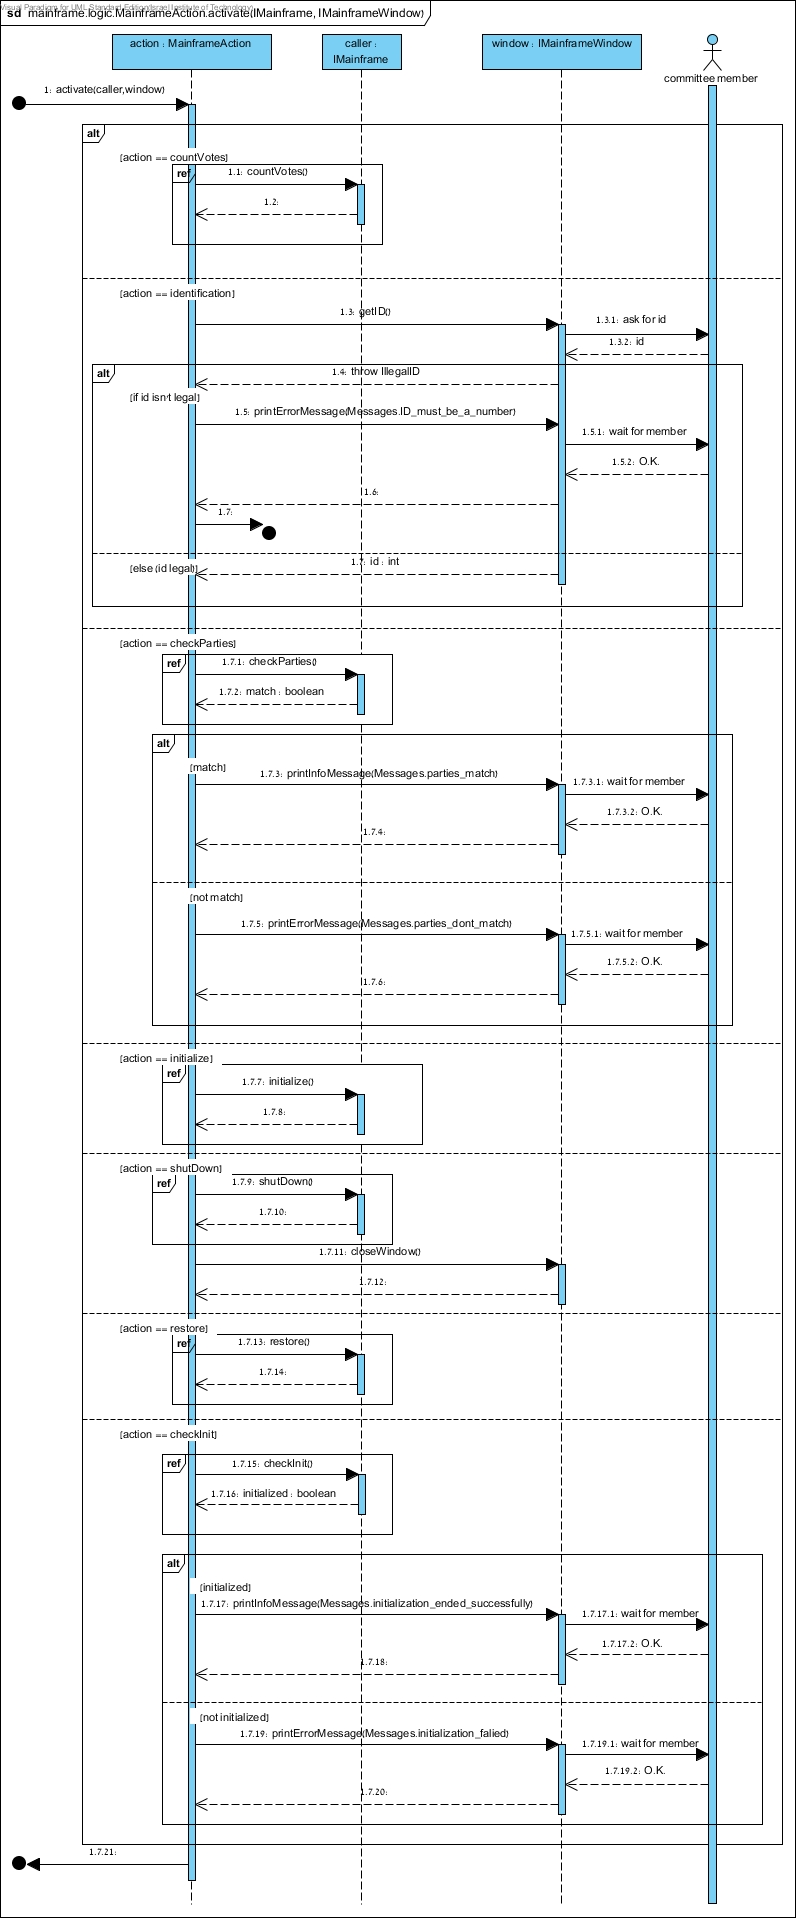 Visual Paradigm for UML Standard Edition(Israel Institute of Technology)
sd mainframe.logic.MainframeAction.activate(IMainframe, IMainframeWindow)
action : MainframeAction
caller :
IMainframe
window : IMainframeWindow
committee member
1: activate(caller,window)
alt
[action == countVotes]
ref
1.1: countVotes()
1.2:
[action == identification]
1.3: getID()
1.3.1: ask for id
1.3.2: id
alt
1.4: throw IllegalID
[if id isn't legal]
1.5: printErrorMessage(Messages.ID_must_be_a_number)
1.5.1: wait for member
1.5.2: O.K.
1.6:
1.7:
1.7: id : int
[else (id legal)]
[action == checkParties]
ref
1.7.1: checkParties()
1.7.2: match : boolean
alt
[match]
1.7.3: printInfoMessage(Messages.parties_match)
1.7.3.1: wait for member
1.7.3.2: O.K.
1.7.4:
[not match]
1.7.5: printErrorMessage(Messages.parties_dont_match)
1.7.5.1: wait for member
1.7.5.2: O.K.
1.7.6:
[action == initialize]
ref
1.7.7: initialize()
1.7.8:
[action == shutDown]
ref
1.7.9: shutDown()
1.7.10:
1.7.11: closeWindow()
1.7.12:
[action == restore]
ref
1.7.13: restore()
1.7.14:
[action == checkInit]
ref
1.7.15: checkInit()
1.7.16: initialized : boolean
alt
[initialized]
1.7.17: printInfoMessage(Messages.initialization_ended_successfully)
1.7.17.1: wait for member
1.7.17.2: O.K.
1.7.18:
[not initialized]
1.7.19: printErrorMessage(Messages.initialization_falied)
1.7.19.1: wait for member
1.7.19.2: O.K.
1.7.20:
1.7.21: